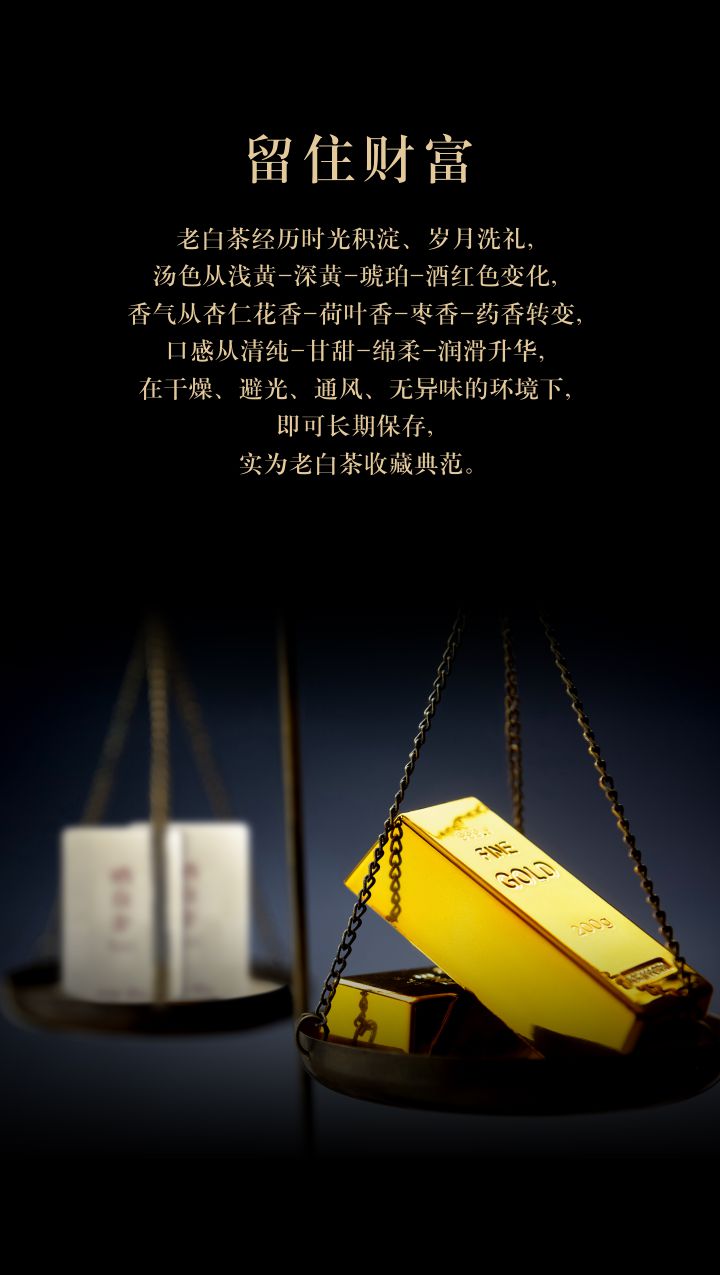 留住财富
老白茶经历时光积淀、岁月洗礼,
汤色从浅黄–深黄–琥珀–酒红色变化,
香气从杏仁花香–荷叶香–枣香–药香转变,
口感从清纯–甘甜–绵柔–润滑升华,
在干燥、避光、通风、无异味的环境下,
即可长期保存,
实为老白茶收藏典范。
FINE
GOLD
200g